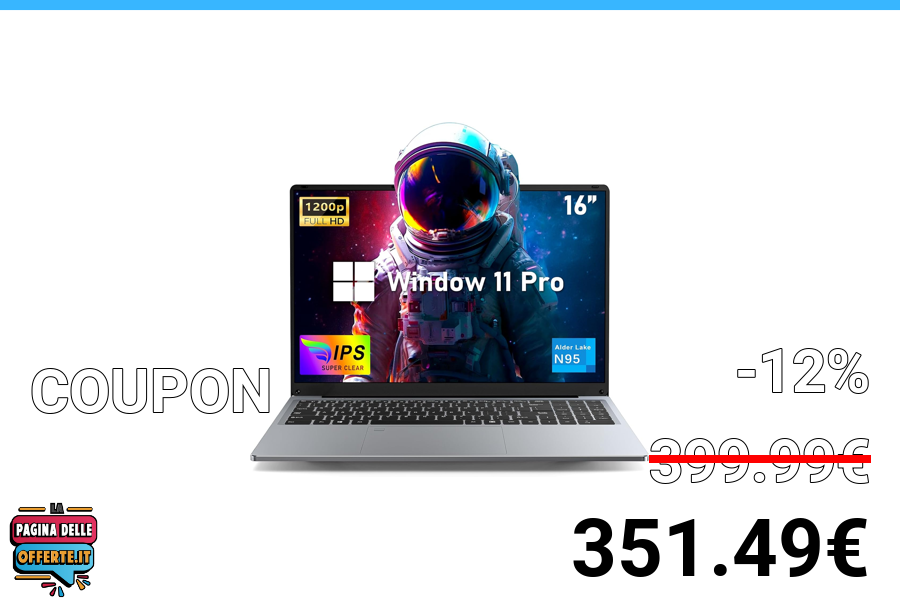 1200p
FULL HD
16”
Window 11 Pro
IPS
SUPER CLEAR
Alder Lake
N95
COUPON
-12%
399.99€
351.49€
LA
PAGINA DELLE
OFFERTE.IT